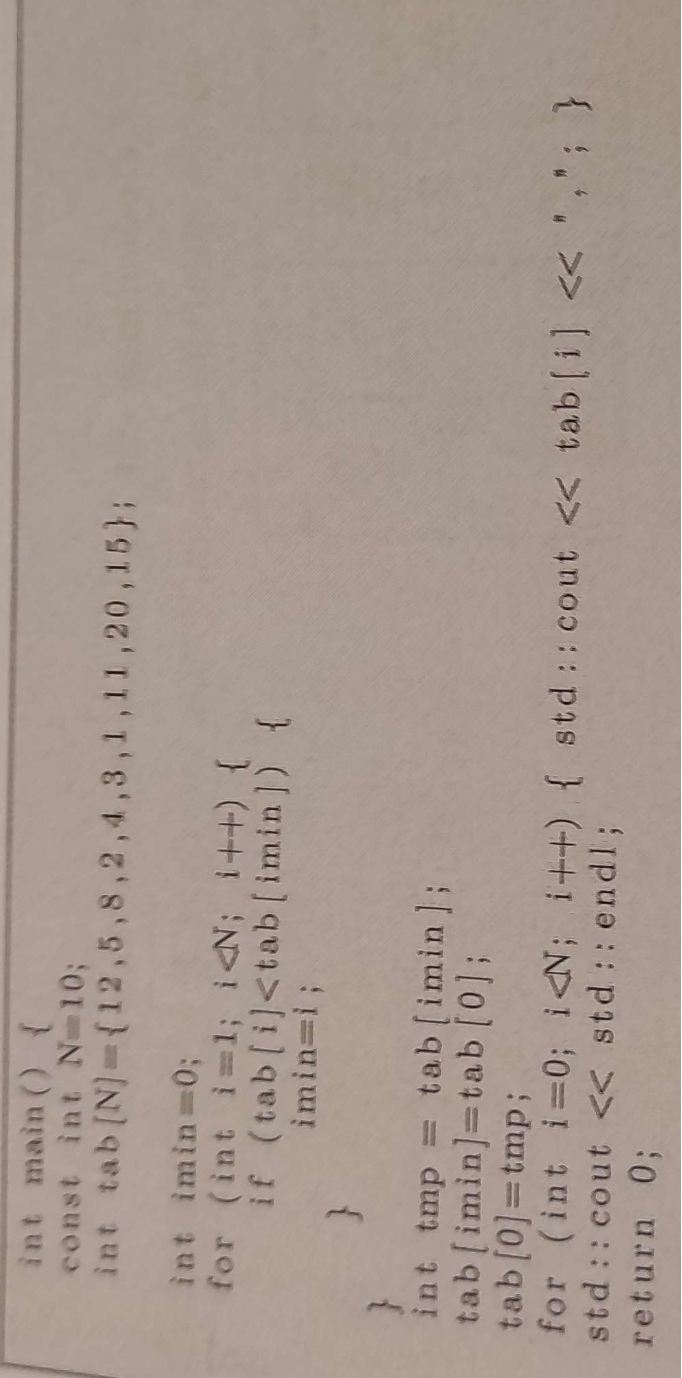 int main() {
const int N=10;
int tab[N]={12,5,8,2,4,3,1,11,20,15};
int imin=0;
for (int i=1; i<N; i++) {
if (tab[i]<tab[imin]) {
imin=i;
}
}
int tmp = tab[imin];
tab[imin]=tab[0];
tab[0]=tmp;
for (int i=0; i<N; i++) { std::cout << tab[i] << ","; }
std::cout << std::endl;
return 0;